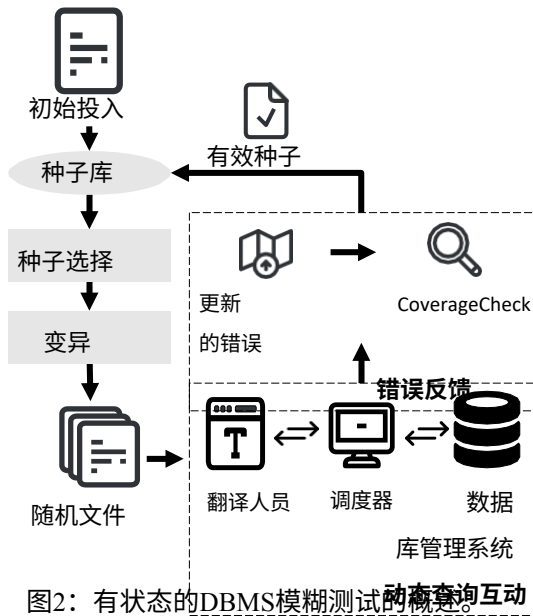 初始投入
有效种子
种子库
种子选择
更新
的错误
CoverageCheck
变异
错误反馈
T
翻译人员
调度器
数据
库管理系统
随机文件
动态查询互动
图2：有状态的DBMS模糊测试的概述。